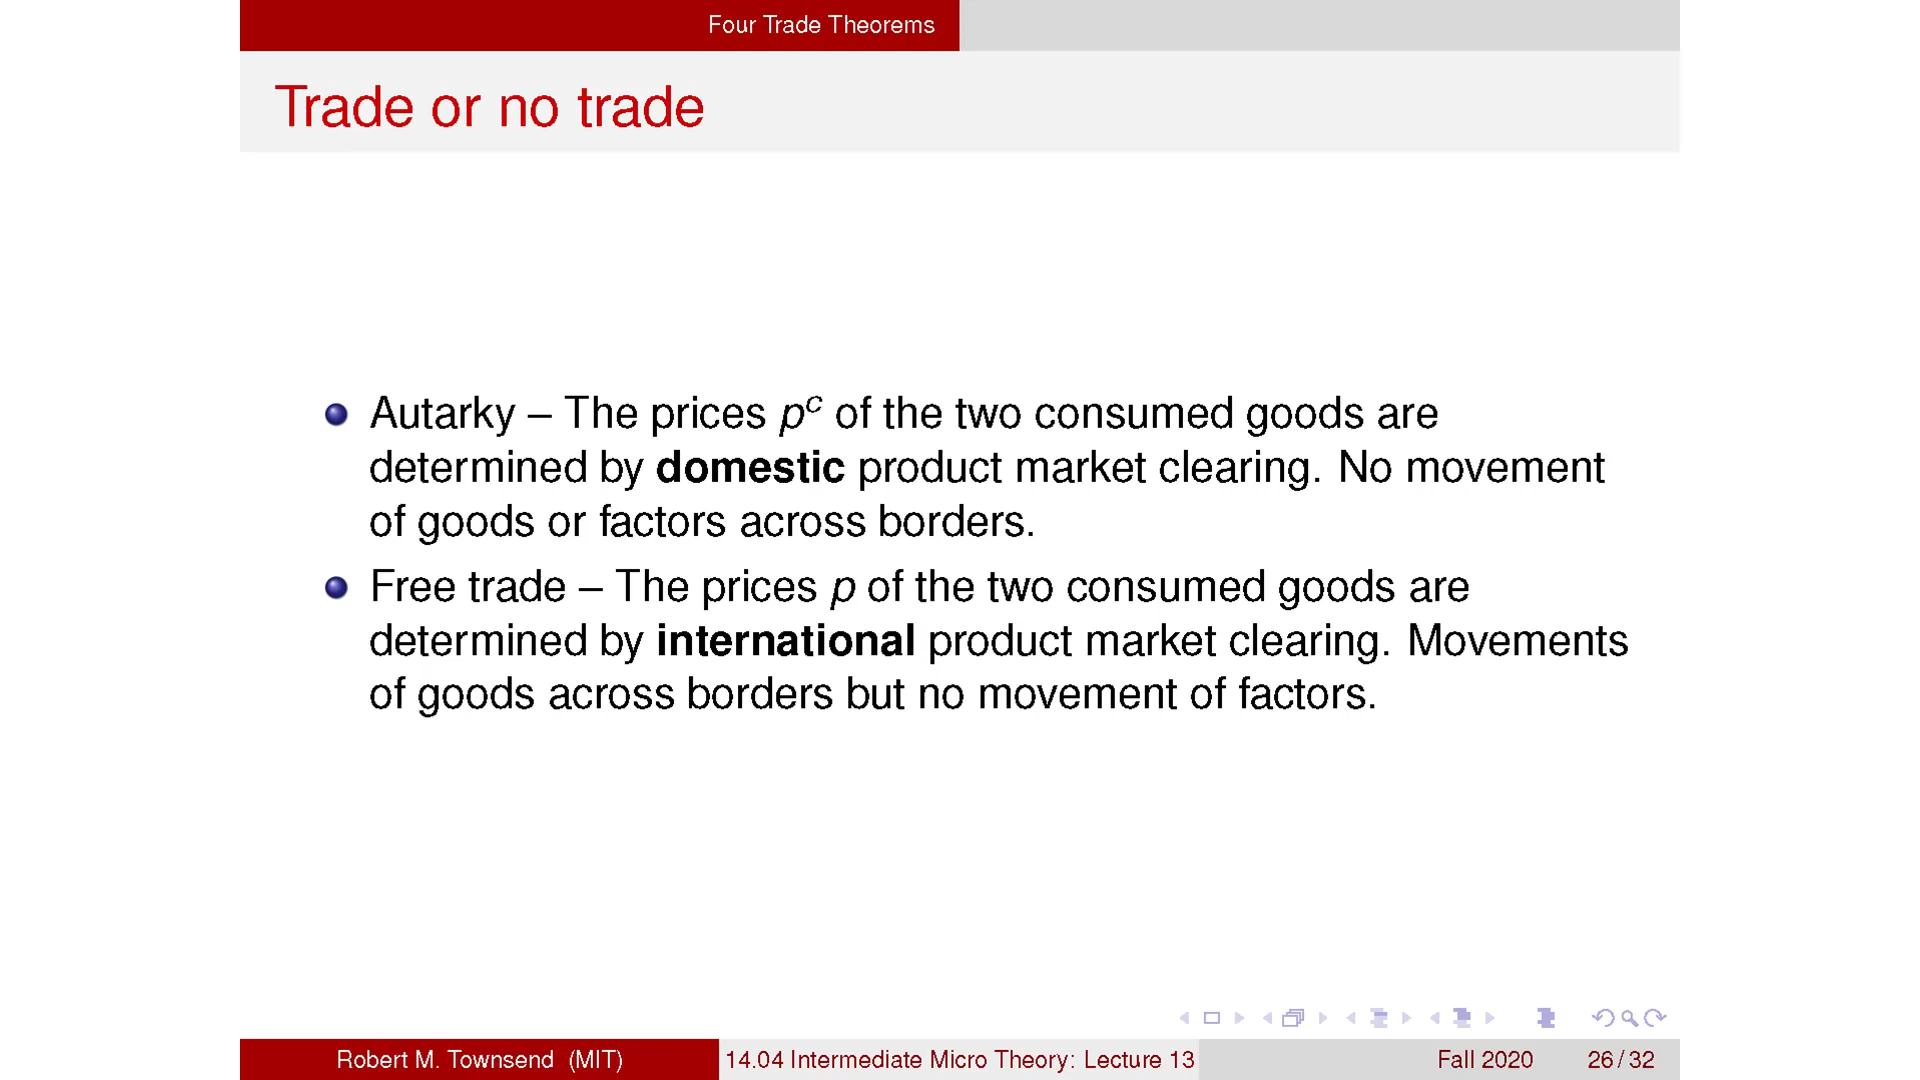 Four Trade Theorems
Trade or no trade
Autarky – The prices p^c of the two consumed goods are
determined by domestic product market clearing. No movement
of goods or factors across borders.
Free trade – The prices p of the two consumed goods are
determined by international product market clearing. Movements
of goods across borders but no movement of factors.
Robert M. Townsend (MIT)
14.04 Intermediate Micro Theory: Lecture 13
Fall 2020
26 / 32